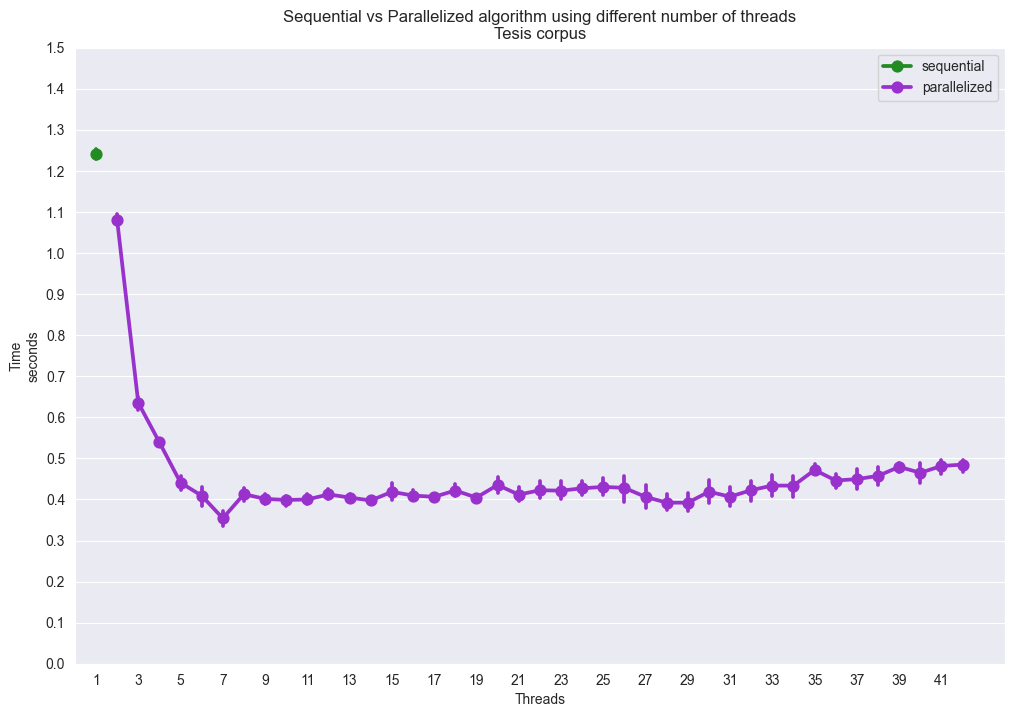 Sequential vs Parallelized algorithm using different number of threads
Tesis corpus
sequential
parallelized
1.5
1.4
1.3
1.2
1.1
1.0
0.9
0.8
0.7
0.6
0.5
0.4
0.3
0.2
0.1
0.0
Time
seconds
1 3 5 7 9 11 13 15 17 19 21 23 25 27 29 31 33 35 37 39 41
Threads